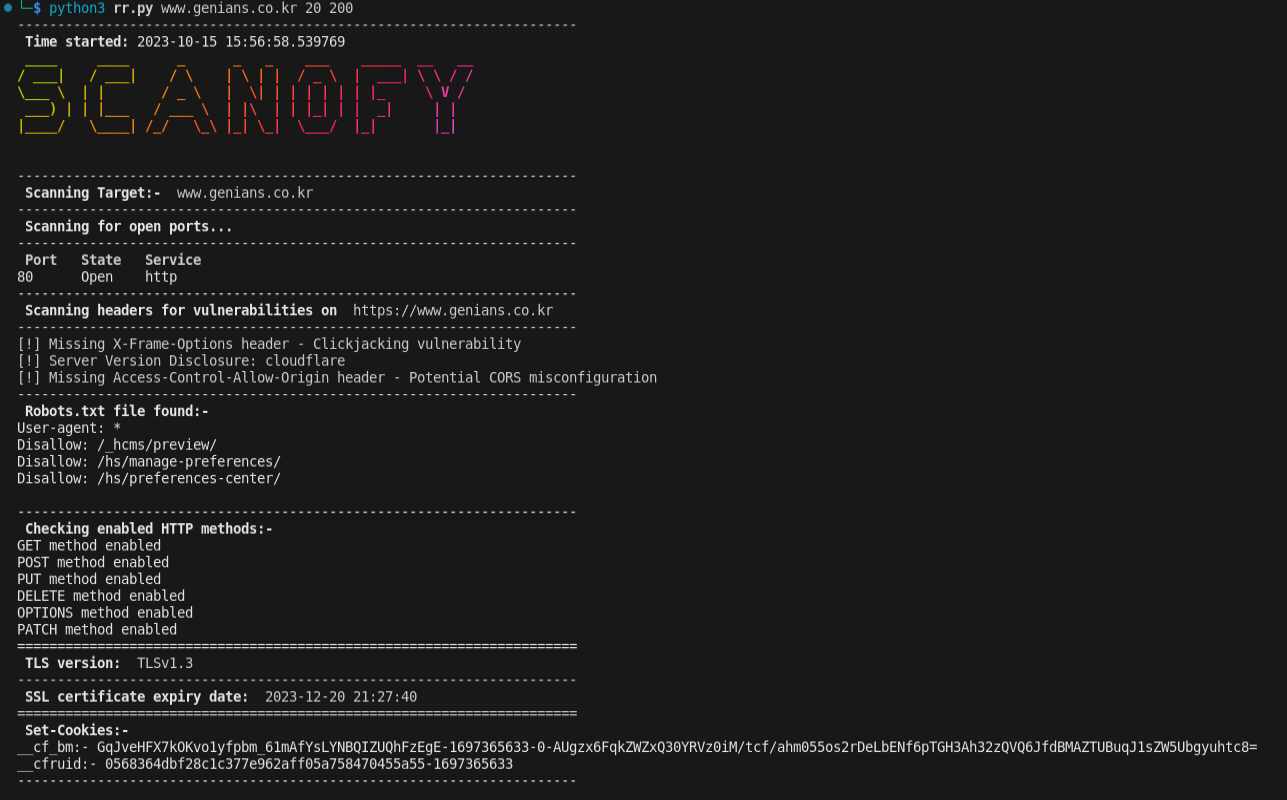 └─$ python3 rr.py www.genians.co.kr 20 200
----------------------------------------------------------------------
Time started: 2023-10-15 15:56:58.539769
SCANOFY
----------------------------------------------------------------------
Scanning Target:-  www.genians.co.kr
----------------------------------------------------------------------
Scanning for open ports...
----------------------------------------------------------------------
Port   State   Service
80      Open    http
----------------------------------------------------------------------
Scanning headers for vulnerabilities on  https://www.genians.co.kr
----------------------------------------------------------------------
[!] Missing X-Frame-Options header - Clickjacking vulnerability
[!] Server Version Disclosure: cloudflare
[!] Missing Access-Control-Allow-Origin header - Potential CORS misconfiguration
----------------------------------------------------------------------
Robots.txt file found:-
User-agent: *
Disallow: /_hcms/preview/
Disallow: /hs/manage-preferences/
Disallow: /hs/preferences-center/
----------------------------------------------------------------------
Checking enabled HTTP methods:-
GET method enabled
POST method enabled
PUT method enabled
DELETE method enabled
OPTIONS method enabled
PATCH method enabled
======================================================================
TLS version:  TLSv1.3
----------------------------------------------------------------------
SSL certificate expiry date:  2023-12-20 21:27:40
======================================================================
Set-Cookies:-
__cf_bm:- GqJveHFX7kOKvo1yfpbm_61mAfYsLYNBQIZUQhFzEgE-1697365633-0-AUgzx6FqkZWZxQ30YRVz0iM/tcf/ahm055os2rDeLbENf6pTGH3Ah32zQVQ6JfdBMAZTUBuqJ1sZW5Ubgyuhtc8=
__cfruid:- 0568364dbf28c1c377e962aff05a758470455a55-1697365633
----------------------------------------------------------------------